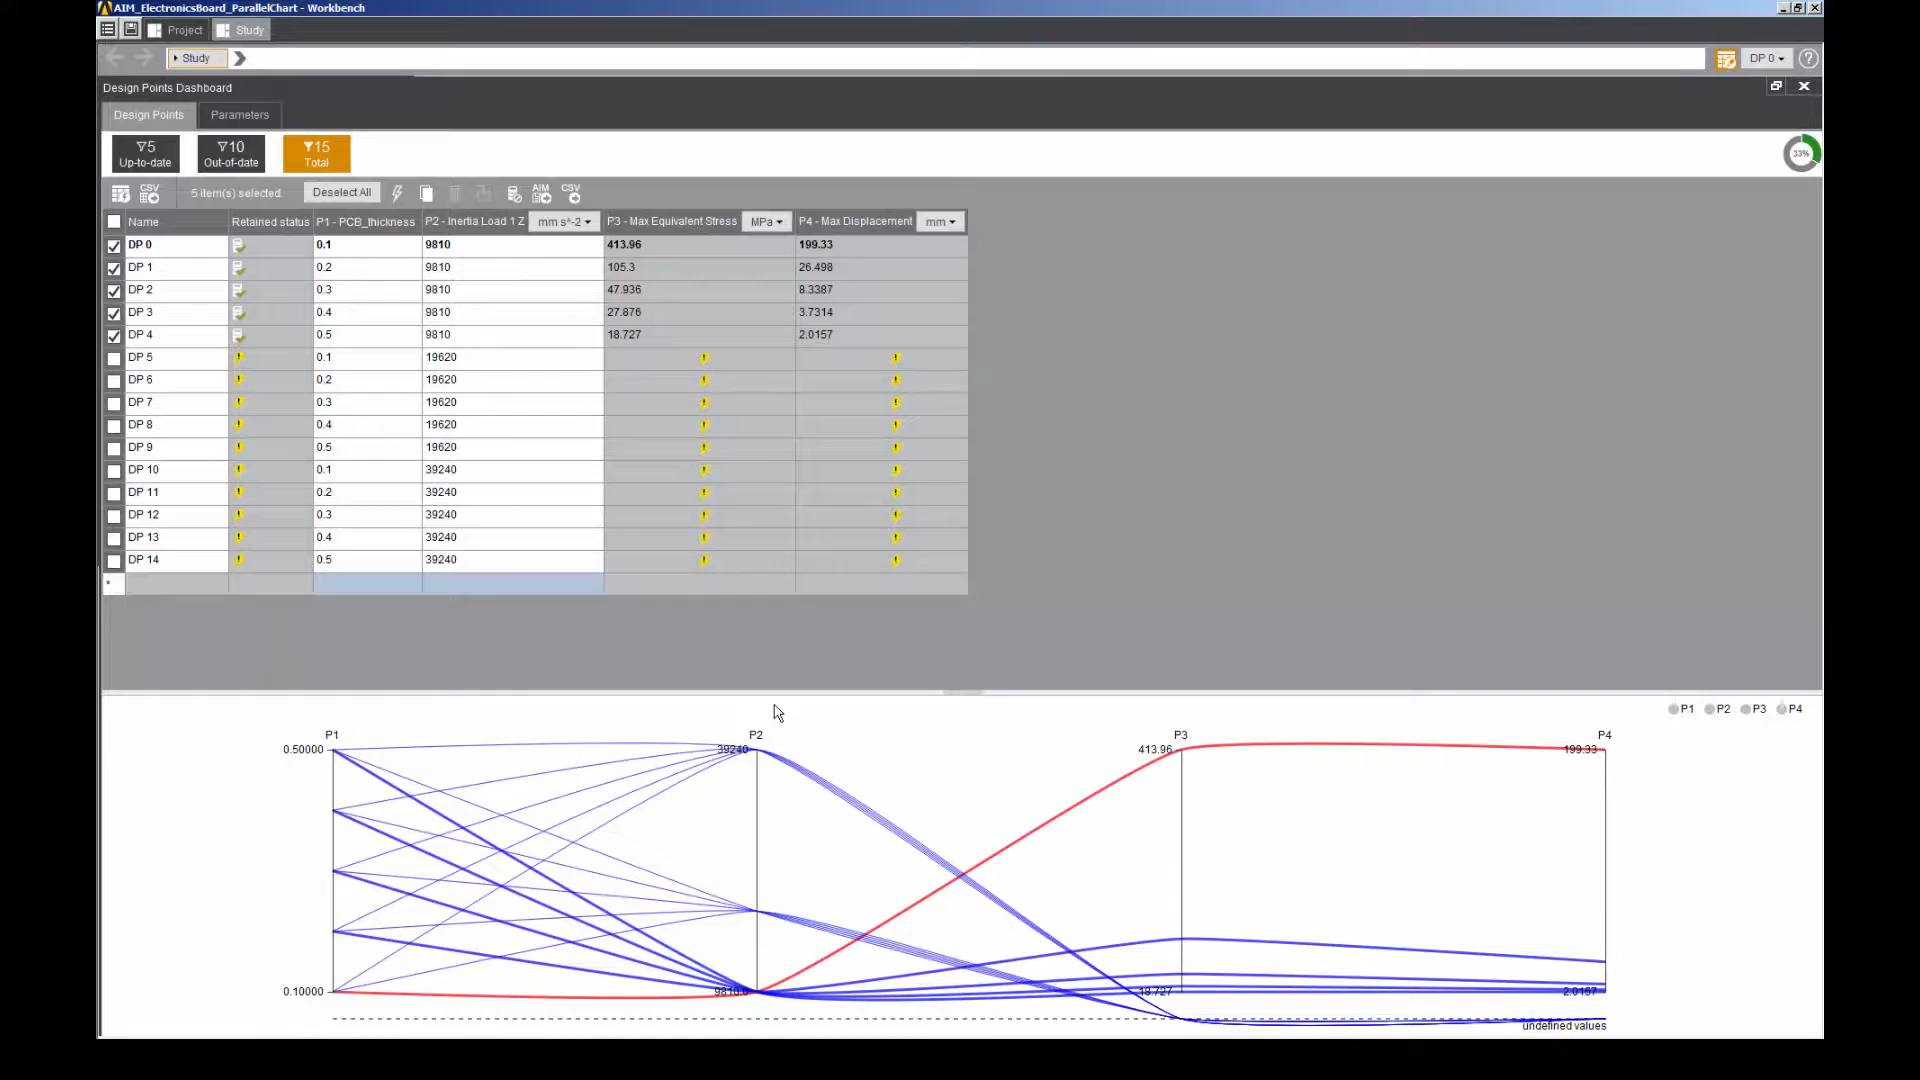 AIM_ElectronicsBoard_ParallelChart - Workbench
Project Study
Study DP 0 ?
Design Points Dashboard
Design Points Parameters
5 10 15
Up-to-date Out-of-date Total 33%
CSV 5 item(s) selected Deselect All AIM CSV
Name Retained status P1 - PCB_thickness P2 - Inertia Load 1 Z mm s^-2 P3 - Max Equivalent Stress MPa P4 - Max Displacement mm
DP 0 0.1 9810 413.96 199.33
DP 1 0.2 9810 105.3 26.498
DP 2 0.3 9810 47.936 8.3387
DP 3 0.4 9810 27.876 3.7314
DP 4 0.5 9810 18.727 2.0157
DP 5 0.1 19620
DP 6 0.2 19620
DP 7 0.3 19620
DP 8 0.4 19620
DP 9 0.5 19620
DP 10 0.1 39240
DP 11 0.2 39240
DP 12 0.3 39240
DP 13 0.4 39240
DP 14 0.5 39240
*
P1 P2 P3 P4
P1 P2 P3 P4
0.50000 39240 413.96 199.33
0.10000 9810.0 18.727 2.0157
undefined values